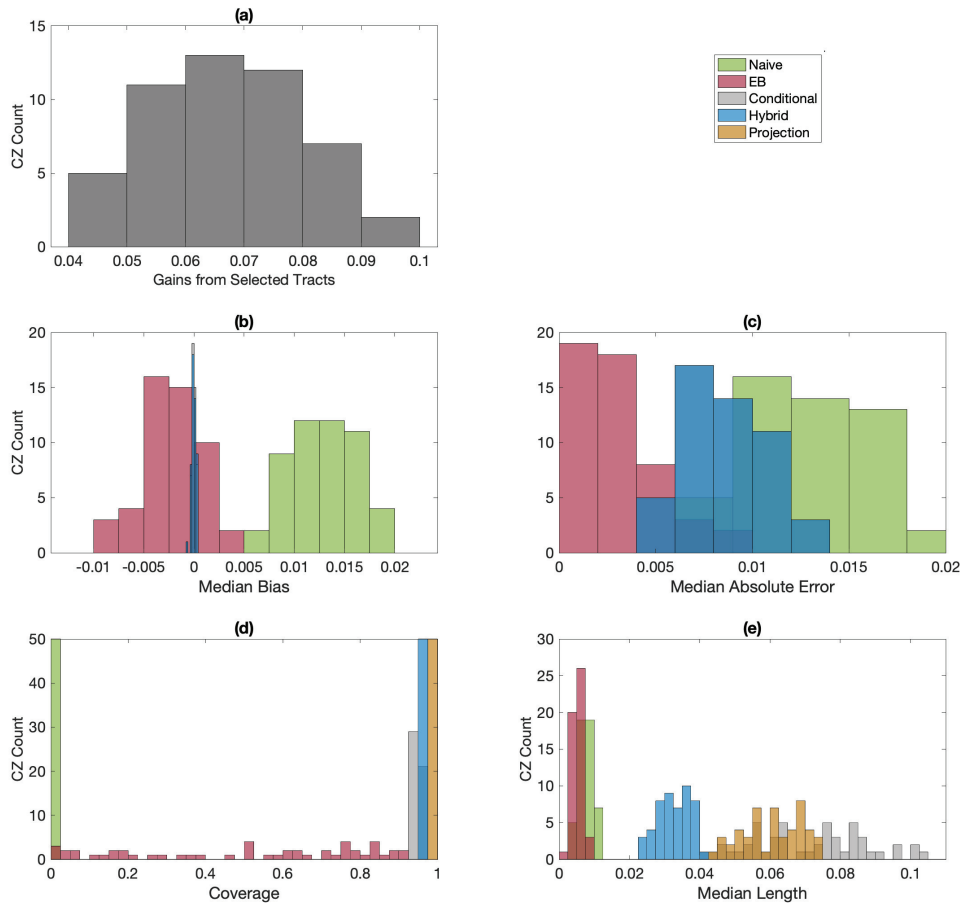 (a)
15
10
5
0
CZ Count
0.04 0.05 0.06 0.07 0.08 0.09 0.1
Gains from Selected Tracts
Naive
EB
Conditional
Hybrid
Projection
(b)
20
15
10
5
0
CZ Count
-0.01 -0.005 0 0.005 0.01 0.015 0.02
Median Bias
(c)
20
15
10
5
0
0 0.005 0.01 0.015 0.02
Median Absolute Error
(d)
50
40
30
20
10
0
CZ Count
0 0.2 0.4 0.6 0.8 1
Coverage
(e)
30
25
20
15
10
5
0
CZ Count
0 0.02 0.04 0.06 0.08 0.1
Median Length